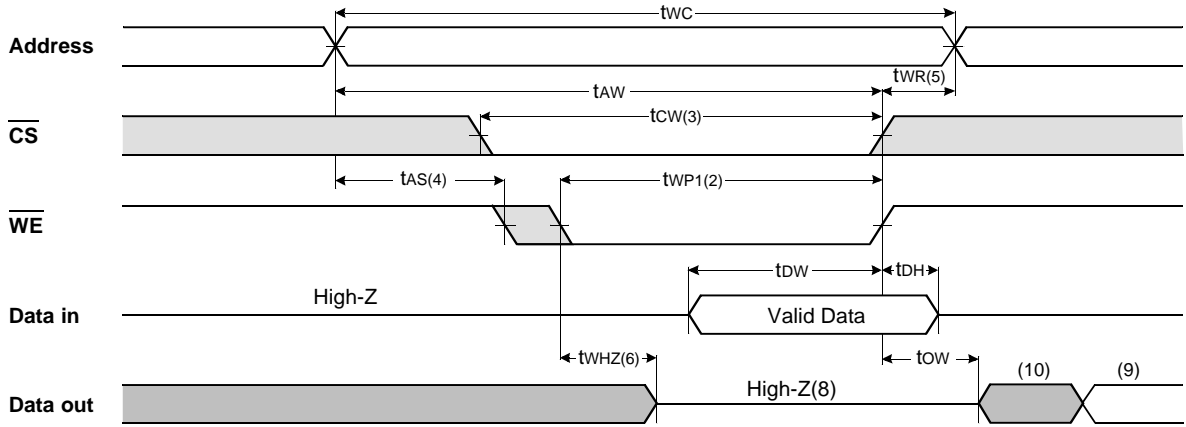 tWC
Address
tWR(5)
tAW
tCW(3)
CS
tAS(4)
tWP1(2)
WE
tDW
tDH
High-Z
Data in
Valid Data
tWHZ(6)
tOW
(10)
(9)
High-Z(8)
Data out